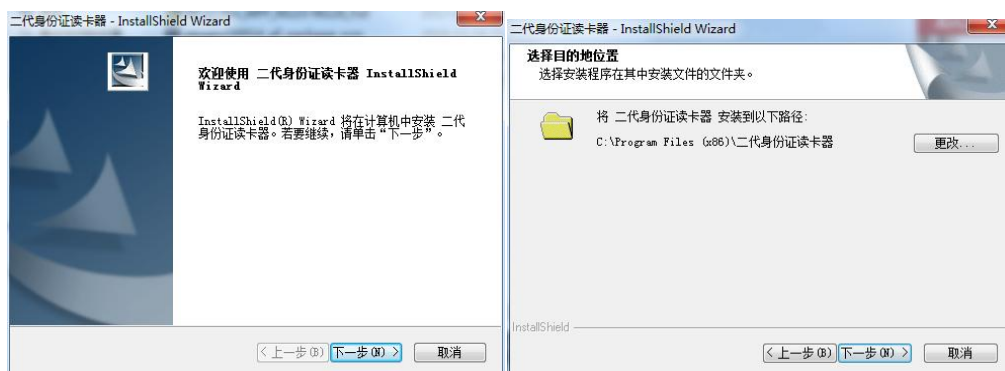 二代身份证读卡器 - InstallShield Wizard
欢迎使用 二代身份证读卡器 InstallShield
Wizard
InstallShield(R) Wizard 将在计算机中安装 二代
身份证读卡器。若要继续，请单击“下一步”。
< 上一步(B)
下一步(N) >
取消
二代身份证读卡器 - InstallShield Wizard
选择目的地位置
选择安装程序在其中安装文件的文件夹。
将 二代身份证读卡器 安装到以下路径:
C:\Program Files (x86)\二代身份证读卡器
更改...
InstallShield
< 上一步(B)
下一步(N) >
取消